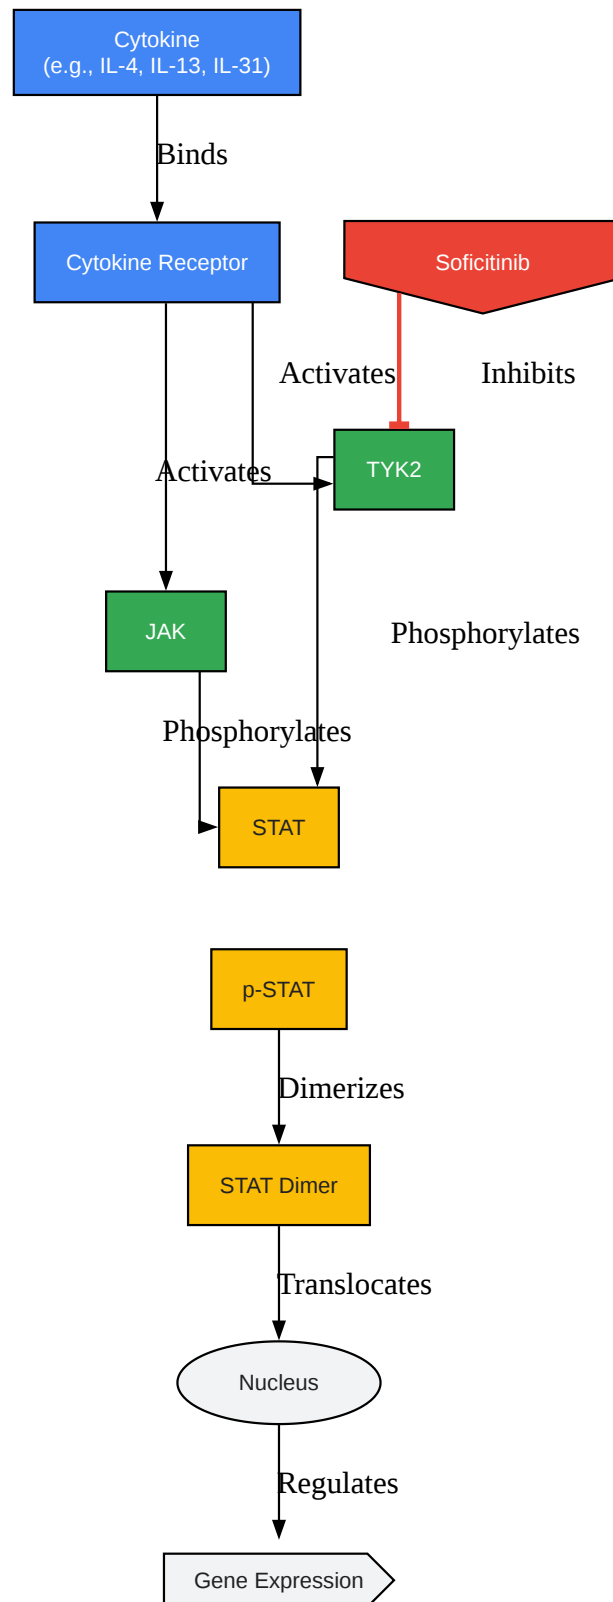 Cytokine
(e.g., IL-4, IL-13, IL-31)
Binds
Cytokine Receptor
Soficitinib
Activates
Inhibits
Activates
TYK2
JAK
Phosphorylates
Phosphorylates
STAT
p-STAT
Dimerizes
STAT Dimer
Translocates
Nucleus
Regulates
Gene Expression